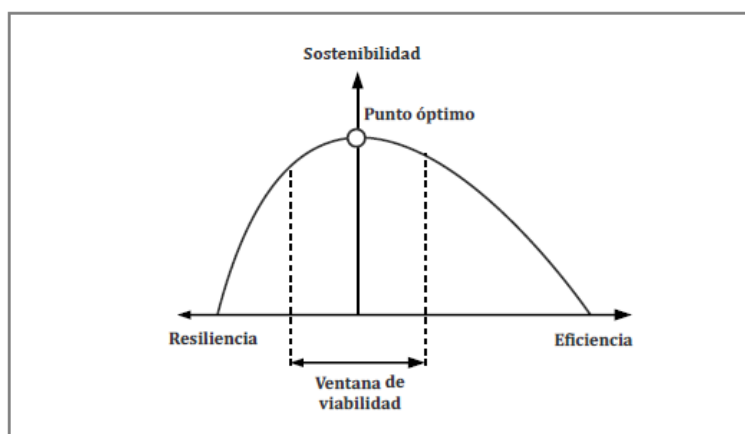 Sostenibilidad
Punto óptimo
Resiliencia
Eficiencia
Ventana de
viabilidad